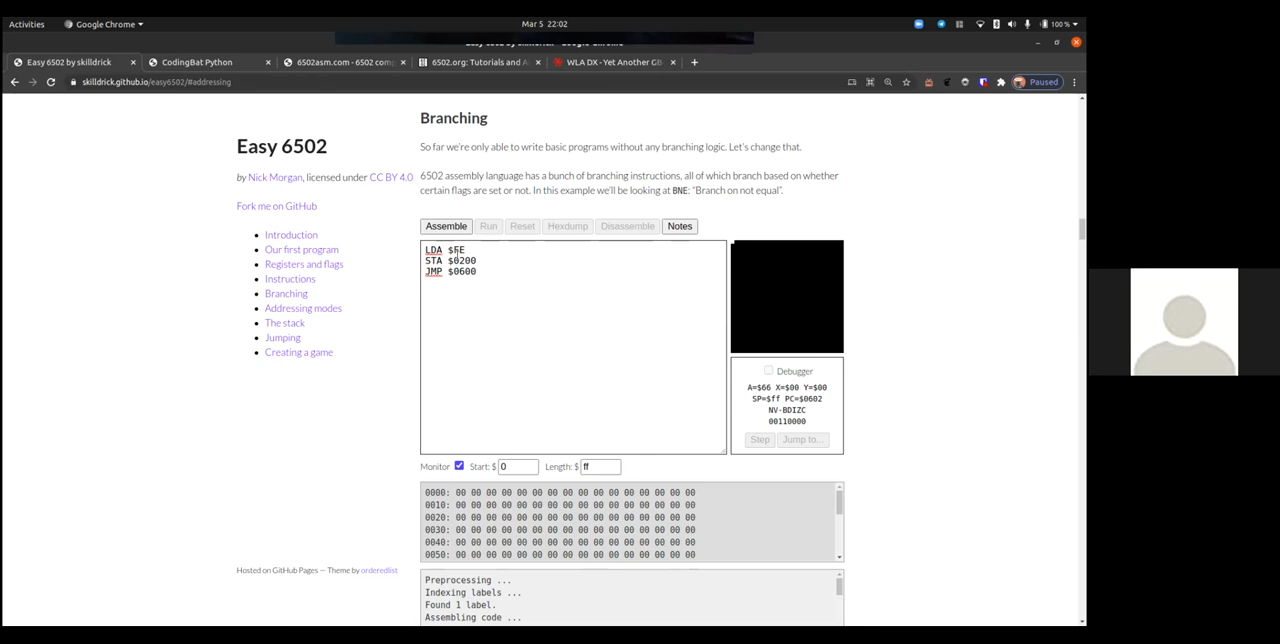 Activities
Google Chrome
Mar 5 22:02
100 %
Easy 6502 by skilldrick
CodingBat Python
6502asm.com - 6502 com
6502.org: Tutorials and A
WLA DX - Yet Another GB
skilldrick.github.io/easy6502/#addressing
Paused
Easy 6502
by Nick Morgan, licensed under CC BY 4.0
Fork me on GitHub
Introduction
Our first program
Registers and flags
Instructions
Branching
Addressing modes
The stack
Jumping
Creating a game
Hosted on GitHub Pages — Theme by orderedlist
Branching
So far we're only able to write basic programs without any branching logic. Let's change that.
6502 assembly language has a bunch of branching instructions, all of which branch based on whether
certain flags are set or not. In this example we'll be looking at BNE: "Branch on not equal".
Assemble Run Reset Hexdump Disassemble Notes
LDA $FE
STA $0200
JMP $0600
Debugger
A=$66 X=$00 Y=$00
SP=$ff PC=$0602
NV-BDIZC
00110000
Step Jump to...
Monitor Start: $ 0 Length: $ ff
0000: 00 00 00 00 00 00 00 00 00 00 00 00 00 00 00 00
0010: 00 00 00 00 00 00 00 00 00 00 00 00 00 00 00 00
0020: 00 00 00 00 00 00 00 00 00 00 00 00 00 00 00 00
0030: 00 00 00 00 00 00 00 00 00 00 00 00 00 00 00 00
0040: 00 00 00 00 00 00 00 00 00 00 00 00 00 00 00 00
0050: 00 00 00 00 00 00 00 00 00 00 00 00 00 00 00 00
Preprocessing ...
Indexing labels ...
Found 1 label.
Assembling code ...